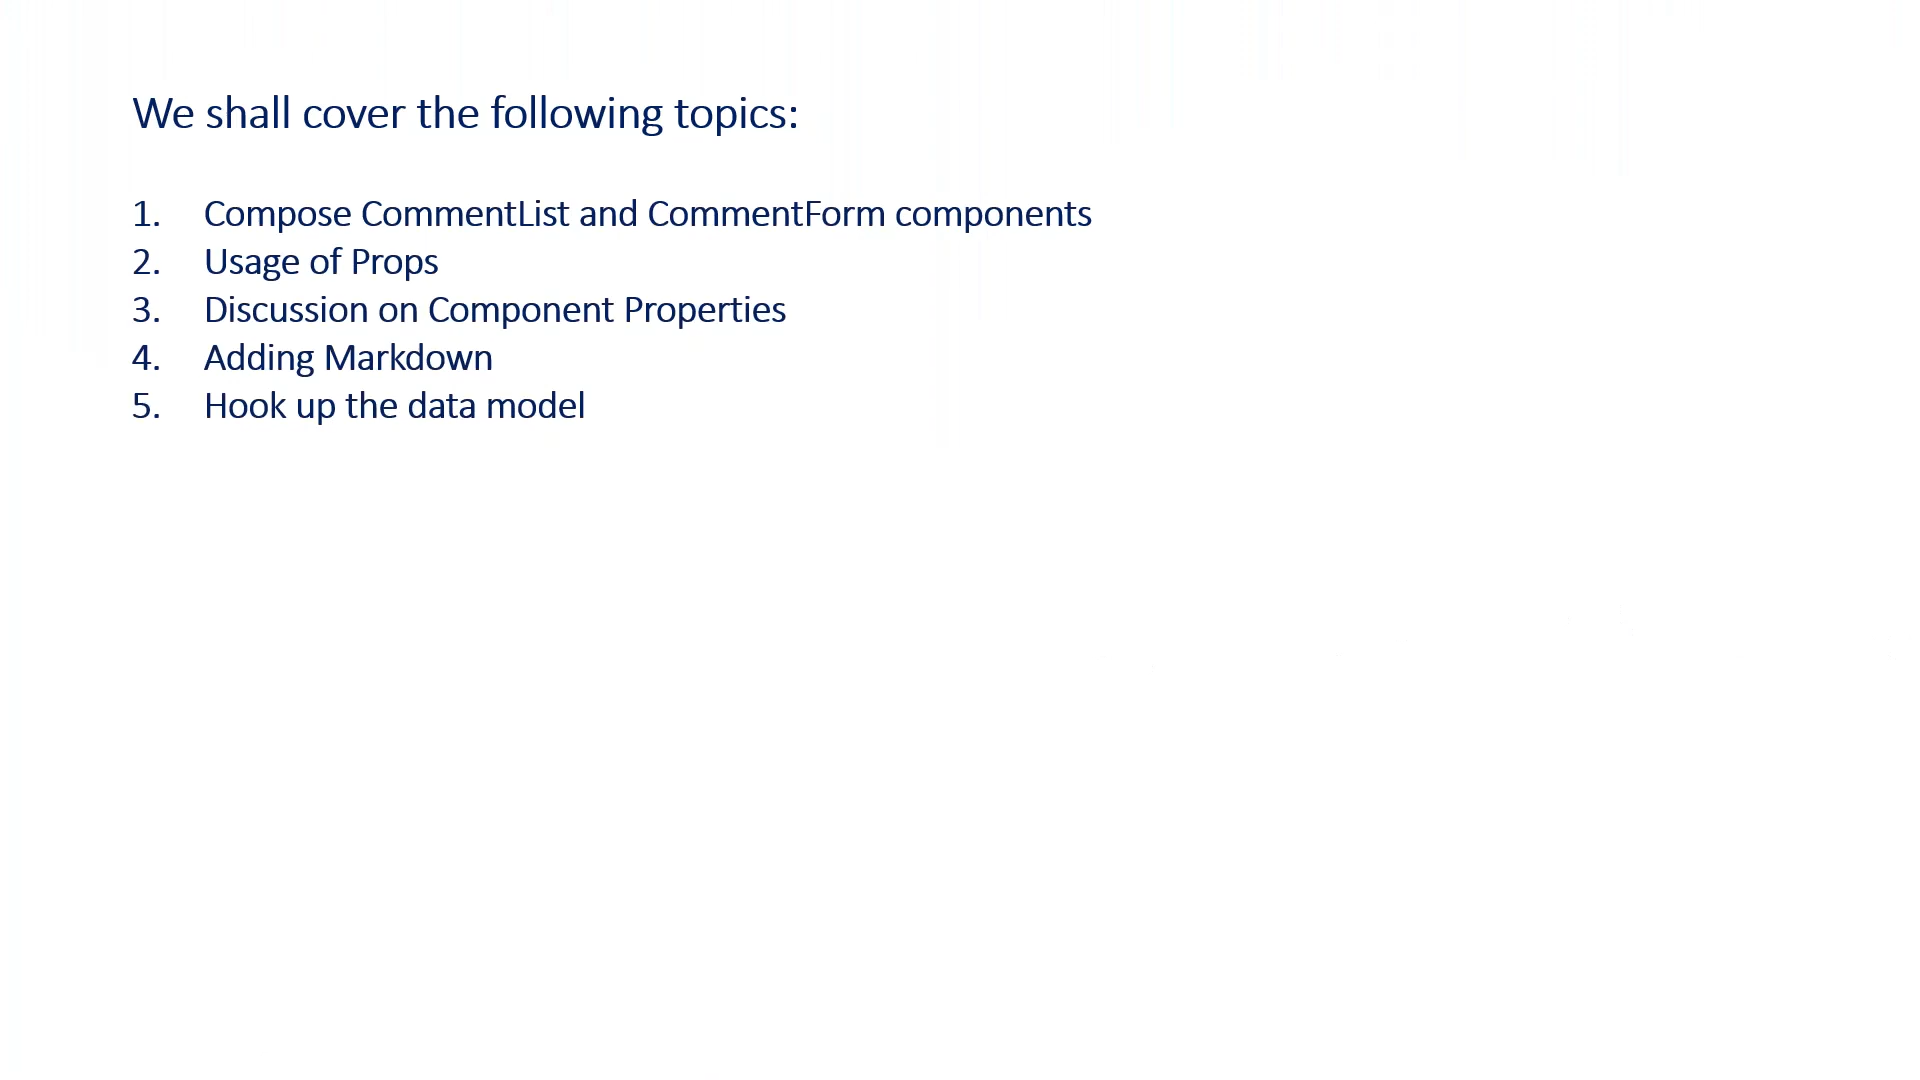 We shall cover the following topics:
1. Compose CommentList and CommentForm components
2. Usage of Props
3. Discussion on Component Properties
4. Adding Markdown
5. Hook up the data model